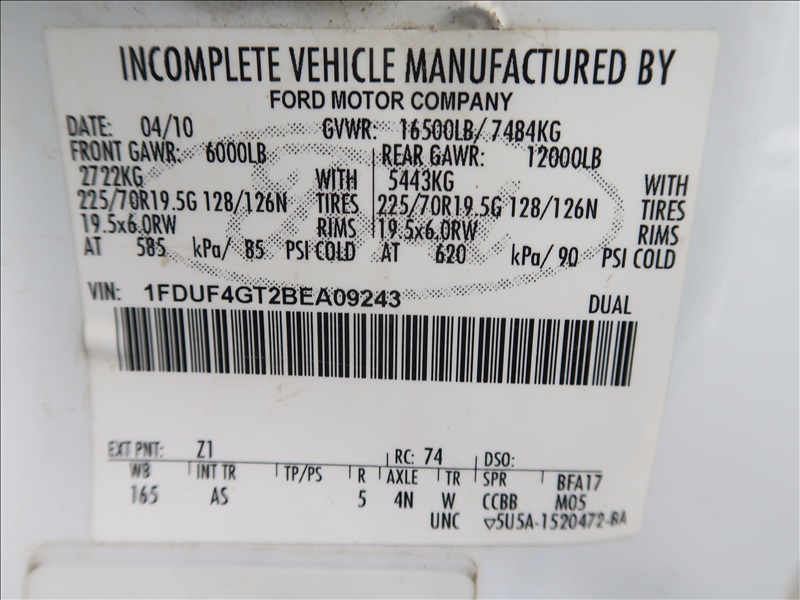 INCOMPLETE VEHICLE MANUFACTURED BY
FORD MOTOR COMPANY
DATE: 04/10 GVWR: 16500LB/ 7484KG
FRONT GAWR: 6000LB REAR GAWR: 12000LB
2722KG WITH 5443KG WITH
225/70R19.5G 128/126N TIRES 225/70R19.5G 128/126N TIRES
19.5x6.0RW RIMS 19.5x6.0RW RIMS
AT 585 kPa/ 85 PSI COLD AT 620 kPa/ 90 PSI COLD
VIN: 1FDUF4GT2BEA09243 DUAL
EXT PNT: Z1 RC: 74 DSO:
WB INT TR TP/PS R AXLE TR SPR BFA17
165 AS 5 4N W CCBB M05
UNC ▽5U5A-1520472-BA